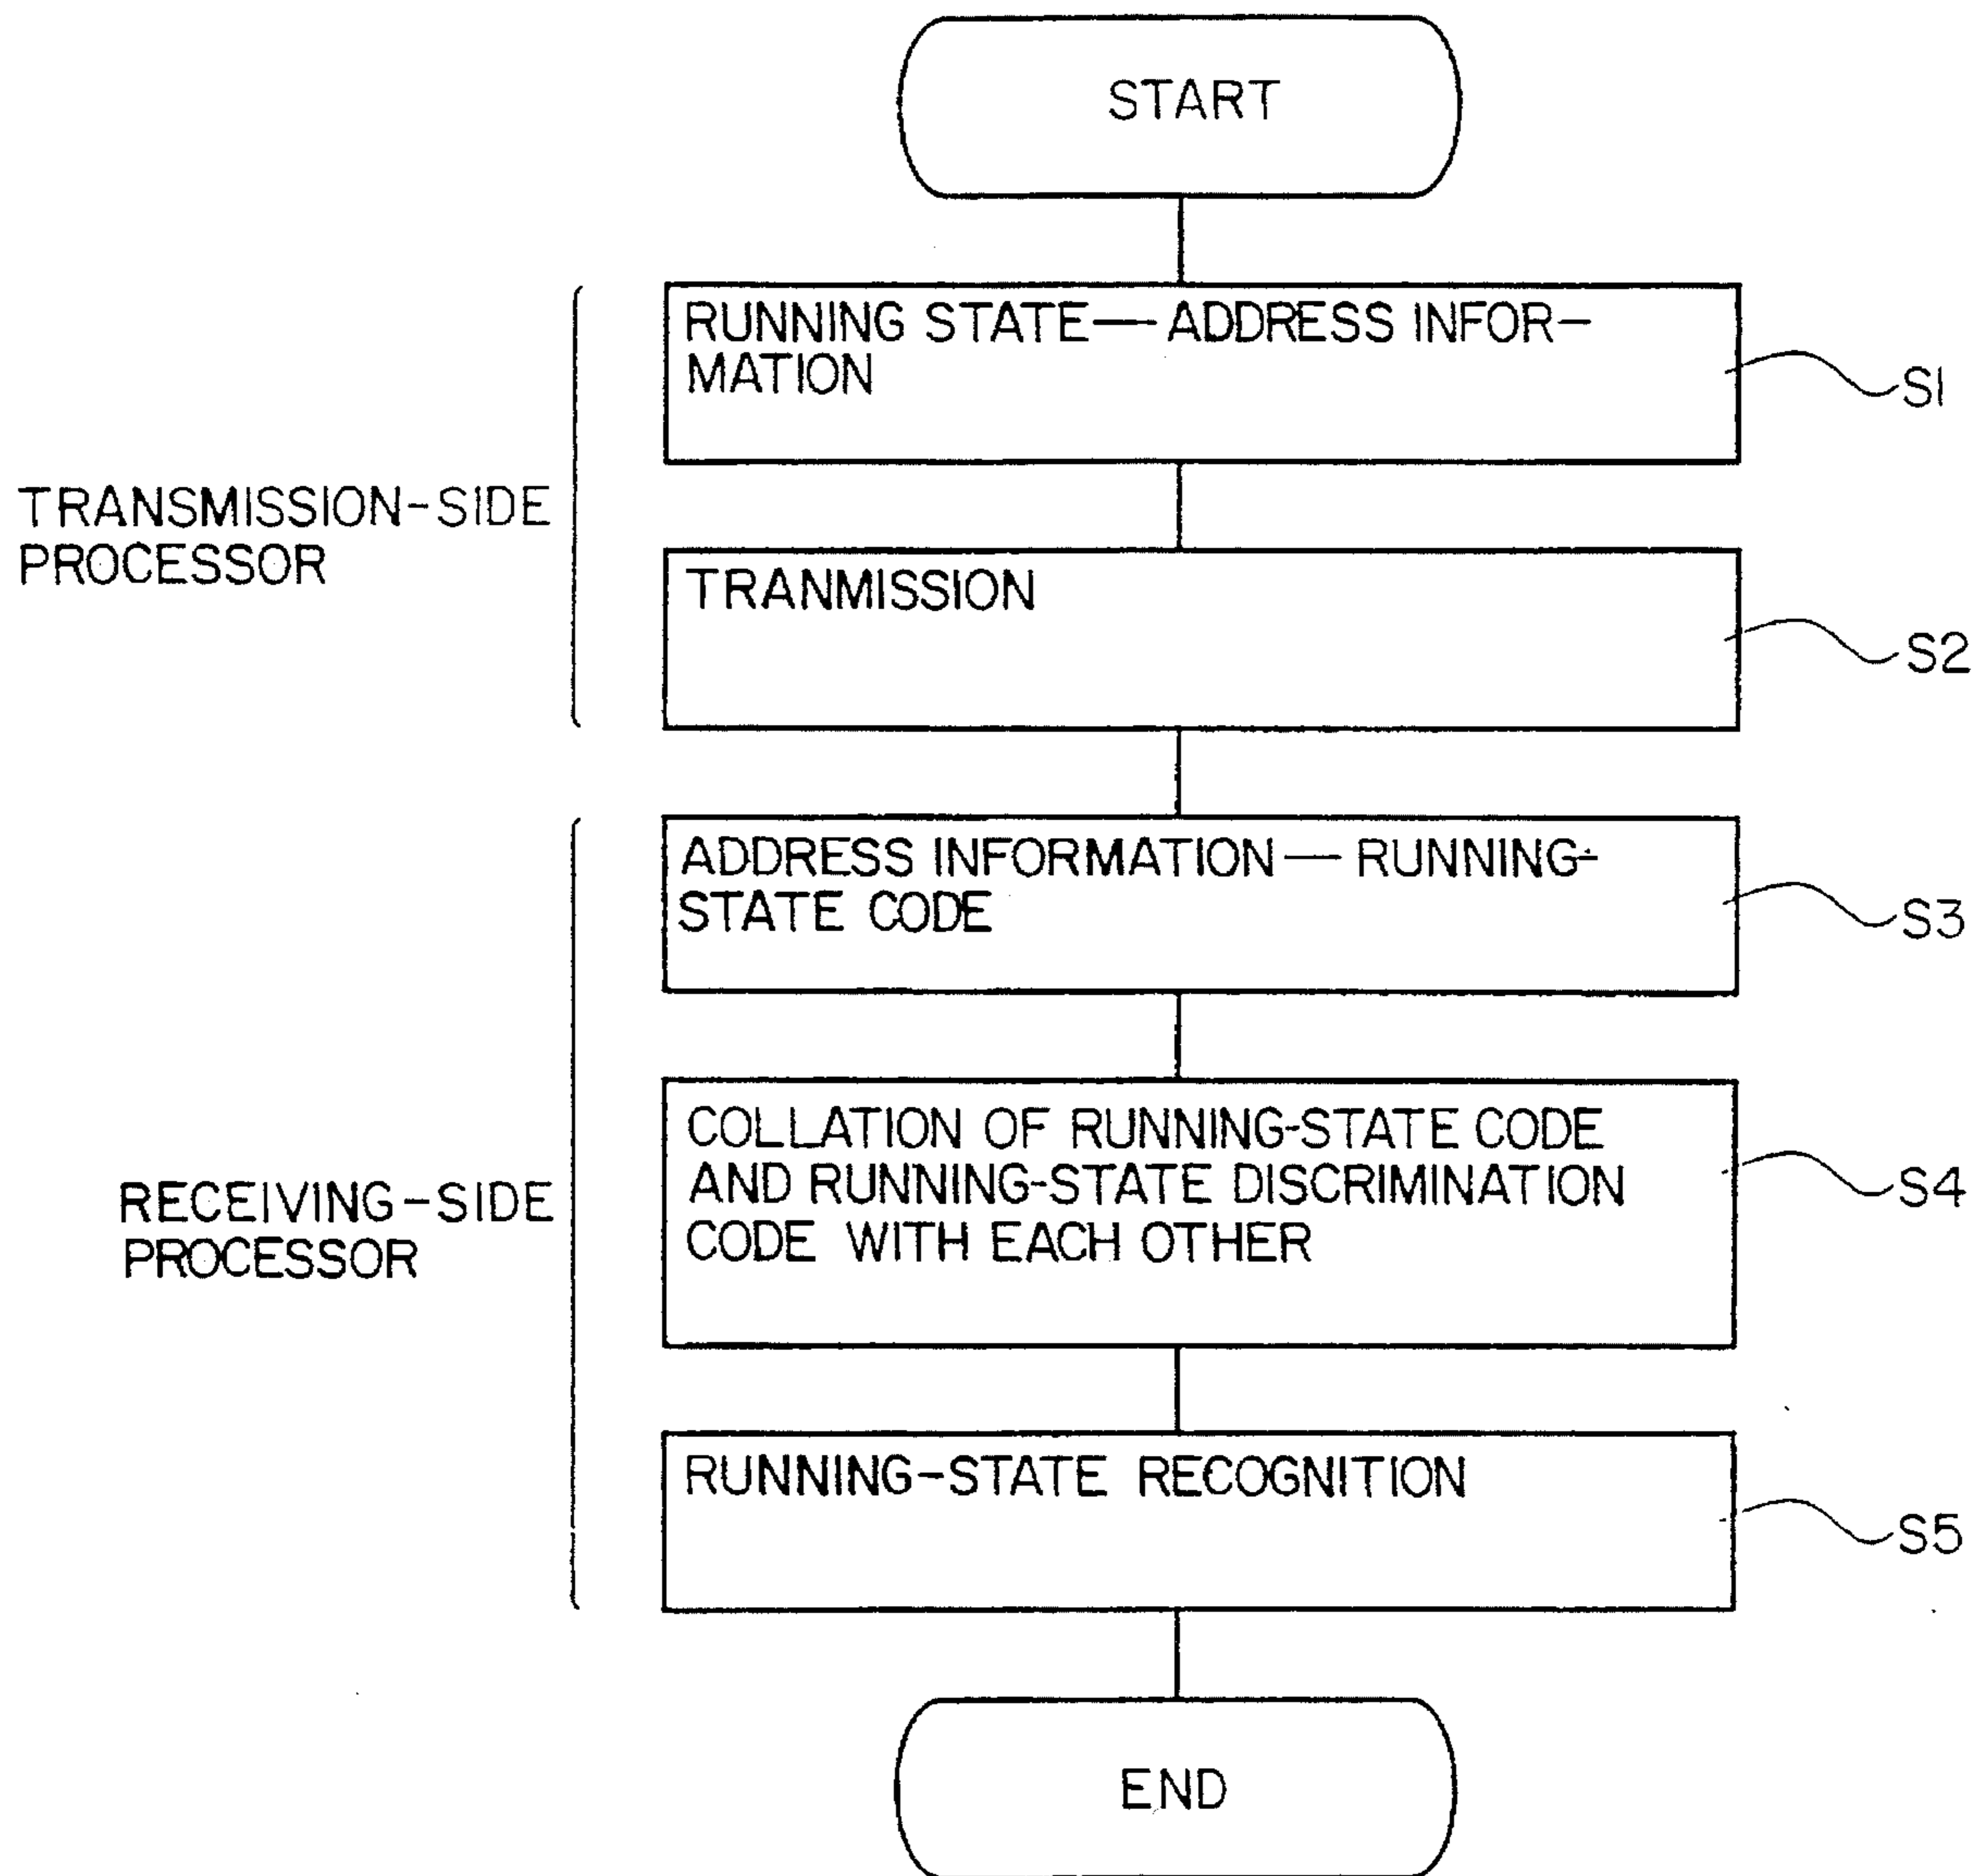 START
RUNNING STATE—ADDRESS INFOR-
MATION
S1
TRANSMISSION-SIDE
PROCESSOR
TRANMISSION
S2
ADDRESS INFORMATION—RUNNING-
STATE CODE
S3
COLLATION OF RUNNING-STATE CODE
AND RUNNING-STATE DISCRIMINATION
CODE WITH EACH OTHER
S4
RECEIVING-SIDE
PROCESSOR
RUNNING-STATE RECOGNITION
S5
END